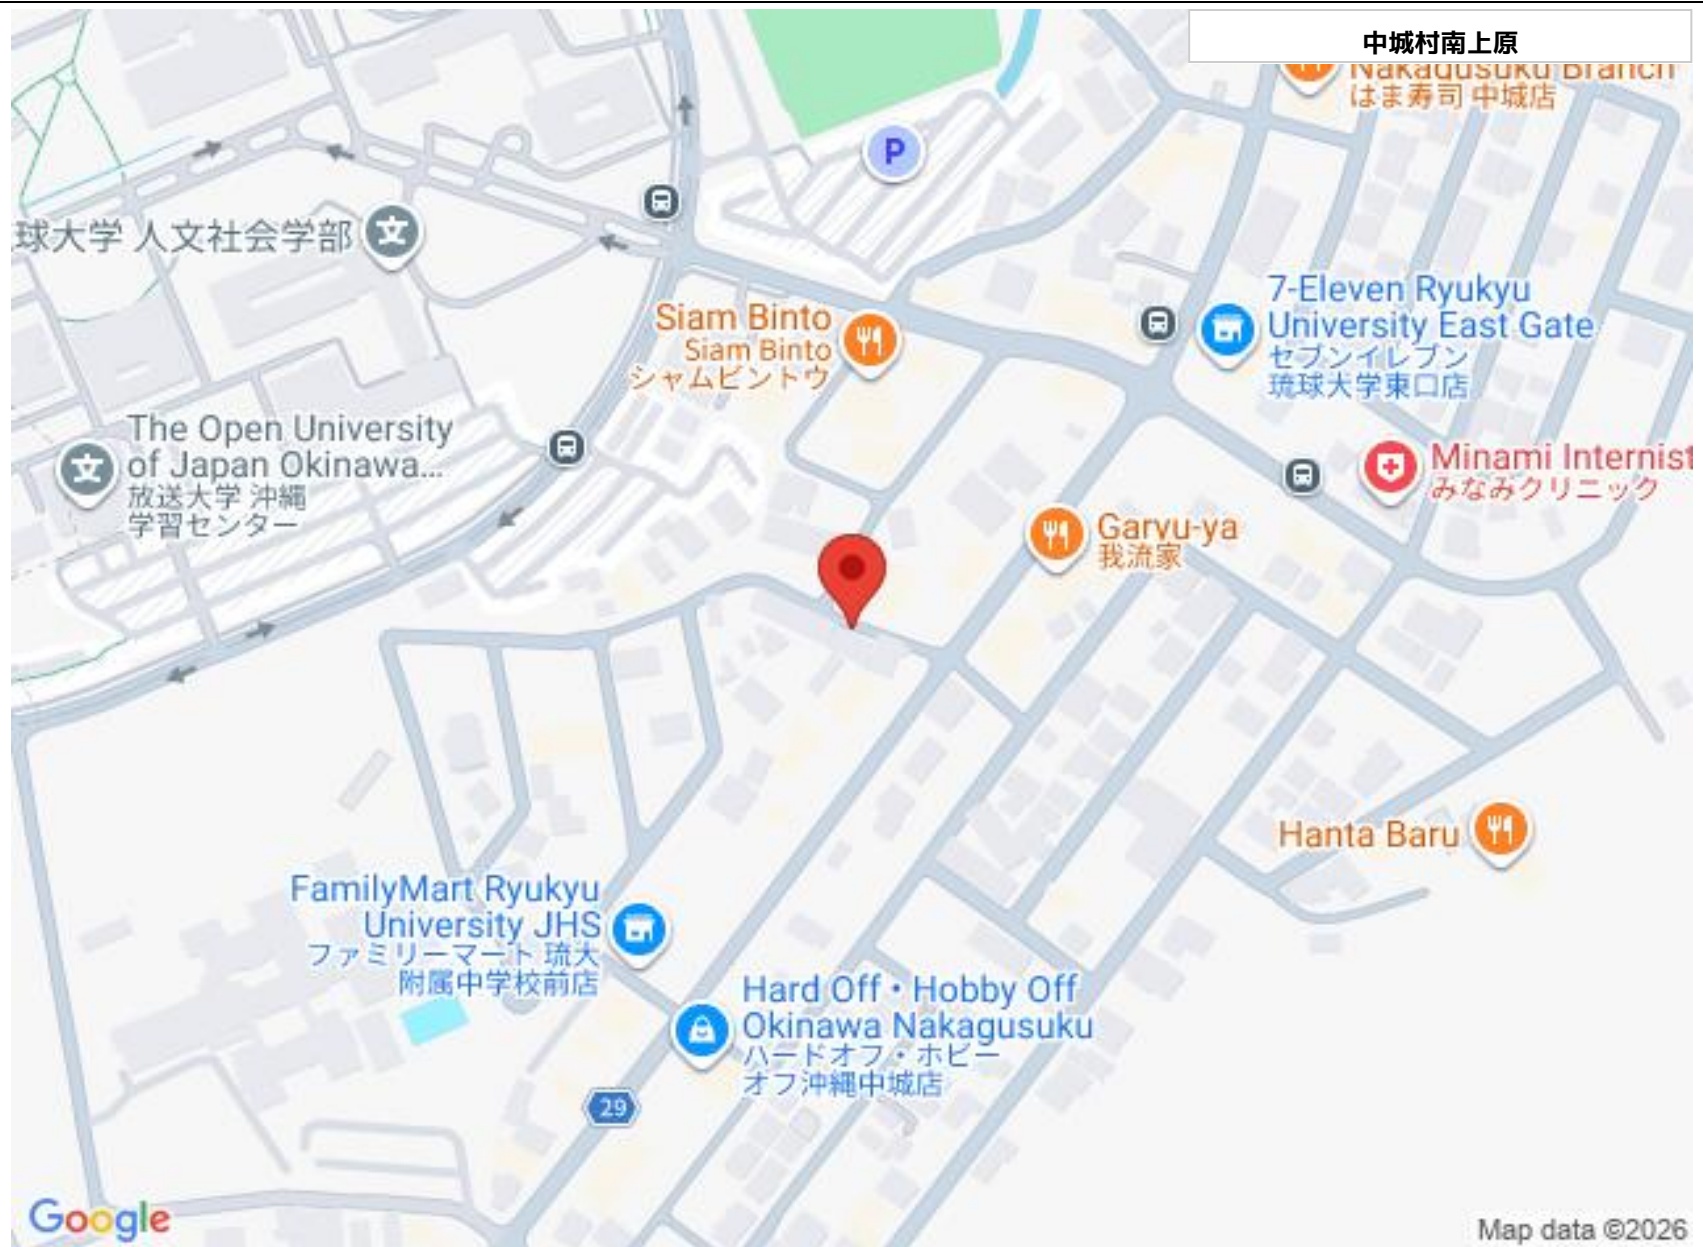 中城村南上原
Nakagusuku Branch
はま寿司 中城店
P
球大学 人文社会学部
文
7-Eleven Ryukyu
University East Gate
セブンイレブン
琉球大学東口店
Siam Binto
Siam Binto
シャムビントウ
The Open University
of Japan Okinawa...
放送大学 沖縄
学習センター
文
Minami Internist
みなみクリニック
Garyu-ya
我流家
Hanta Baru
FamilyMart Ryukyu
University JHS
ファミリーマート 琉大
附属中学校前店
Hard Off・Hobby Off
Okinawa Nakagusuku
ハードオフ・ホビー
オフ沖縄中城店
29
Google
Map data ©2026